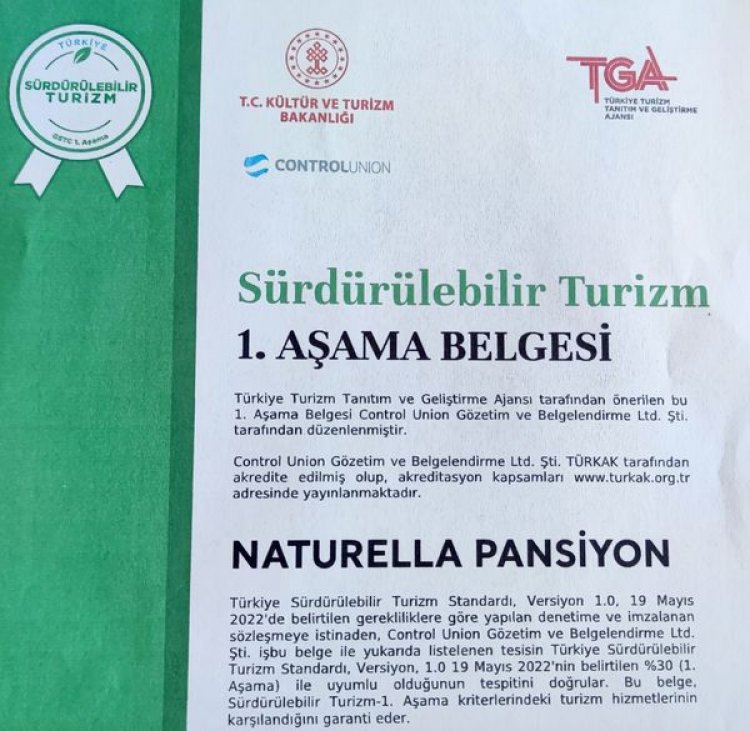 TÜRKİYE
SÜRDÜRÜLEBİLİR
TURİZM
GSTC 1. Aşama
T.C. KÜLTÜR VE TURİZM
BAKANLIĞI
TGA
TÜRKİYE TURİZM
TANITIM VE GELİŞTİRME
AJANSI
CONTROLUNION
Sürdürülebilir Turizm
1. AŞAMA BELGESİ
Türkiye Turizm Tanıtım ve Geliştirme Ajansı tarafından önerilen bu
1. Aşama Belgesi Control Union Gözetim ve Belgelendirme Ltd. Şti.
tarafından düzenlenmiştir.
Control Union Gözetim ve Belgelendirme Ltd. Şti. TÜRKAK tarafından
akredite edilmiş olup, akreditasyon kapsamları www.turkak.org.tr
adresinde yayınlanmaktadır.
NATURELLA PANSİYON
Türkiye Sürdürülebilir Turizm Standardı, Versiyon 1.0, 19 Mayıs
2022'de belirtilen gerekliliklere göre yapılan denetime ve imzalanan
sözleşmeye istinaden, Control Union Gözetim ve Belgelendirme Ltd.
Şti. işbu belge ile yukarıda listelenen tesisin Türkiye Sürdürülebilir
Turizm Standardı, Versiyon, 1.0 19 Mayıs 2022'nin belirtilen %30 (1.
Aşama) ile uyumlu olduğunun tespitini doğrular. Bu belge,
Sürdürülebilir Turizm-1. Aşama kriterlerindeki turizm hizmetlerinin
karşılandığını garanti eder.